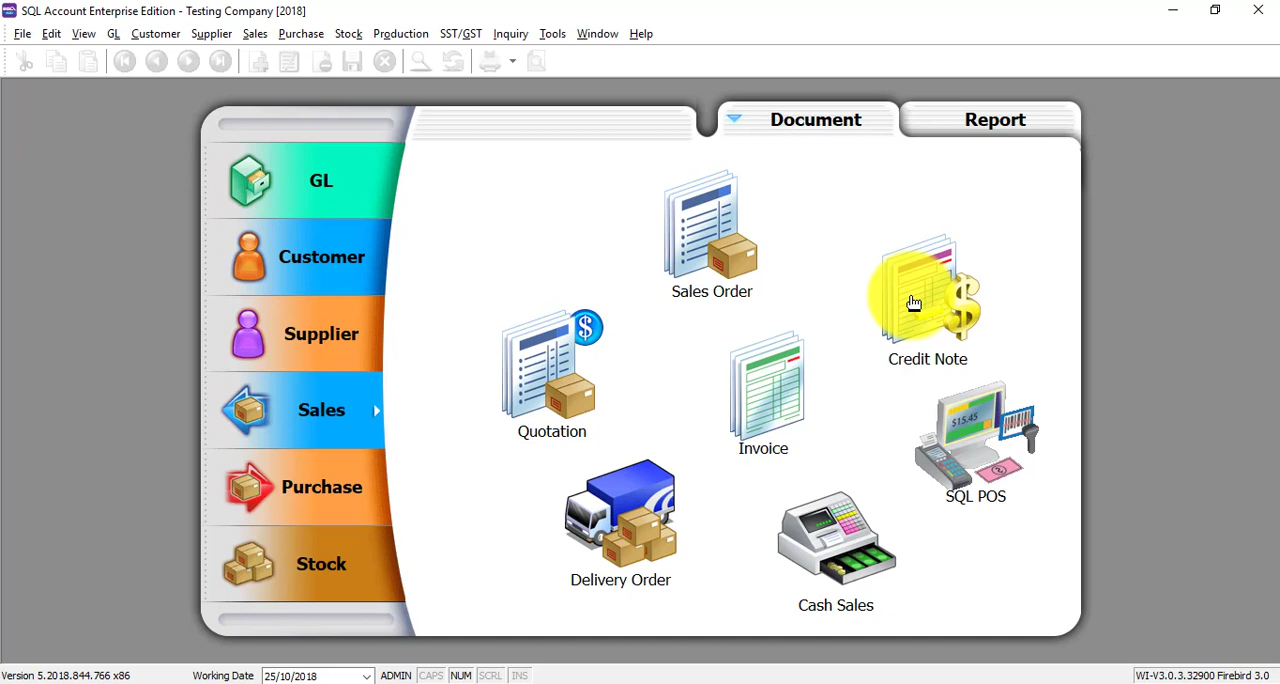 SQL Account Enterprise Edition - Testing Company [2018]
File Edit View GL Customer Supplier Sales Purchase Stock Production SST/GST Inquiry Tools Window Help
Document Report
GL
Customer
Supplier
Sales
Purchase
Stock
Sales Order
Credit Note
Quotation
Invoice
$15.45
SQL POS
Delivery Order
Cash Sales
Version 5.2018.844.766 x86 Working Date 25/10/2018 ADMIN CAPS NUM SCRL INS WI-V3.0.3.32900 Firebird 3.0